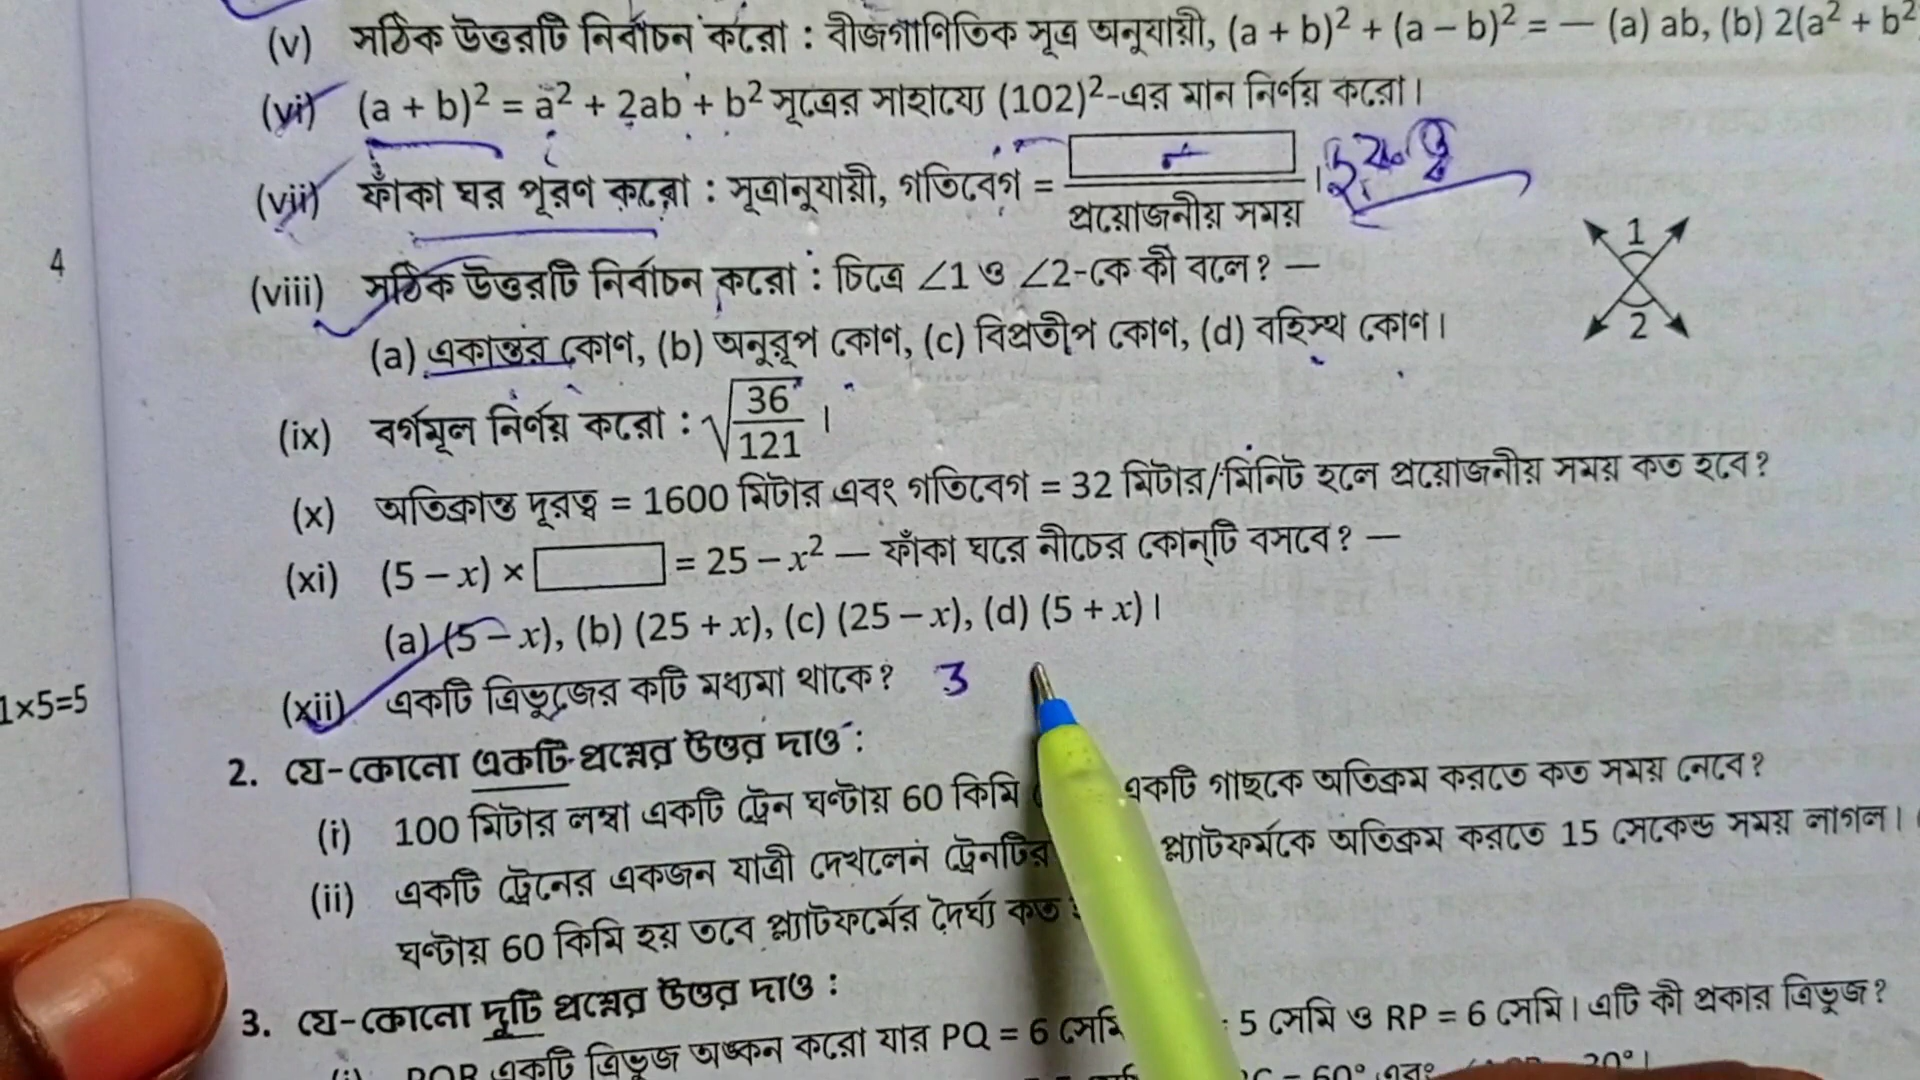 (v) সঠিক উত্তরটি নির্বাচন করো : বীজগাণিতিক সূত্র অনুযায়ী, (a + b)² + (a – b)² = — (a) ab, (b) 2(a² + b²
(vi) (a + b)² = a² + 2ab + b² সূত্রের সাহায্যে (102)²-এর মান নির্ণয় করো।
(vii) ফাঁকা ঘর পূরণ করো : সূত্রানুযায়ী, গতিবেগ = □ / প্রয়োজনীয় সময় ।
4
1
(viii) সঠিক উত্তরটি নির্বাচন করো : চিত্রে ∠1 ও ∠2-কে কী বলে? —
(a) একান্তর কোণ, (b) অনুরূপ কোণ, (c) বিপ্রতীপ কোণ, (d) বহিস্থ কোণ।
2
(ix) বর্গমূল নির্ণয় করো : √36/121 ।
(x) অতিক্রান্ত দূরত্ব = 1600 মিটার এবং গতিবেগ = 32 মিটার/মিনিট হলে প্রয়োজনীয় সময় কত হবে?
(xi) (5 – x) × □ = 25 – x² — ফাঁকা ঘরে নীচের কোন্‌টি বসবে? —
(a) (5 – x), (b) (25 + x), (c) (25 – x), (d) (5 + x)।
1×5=5
(xii) একটি ত্রিভুজের কটি মধ্যমা থাকে? 3
2. যে-কোনো একটি প্রশ্নের উত্তর দাও :
(i) 100 মিটার লম্বা একটি ট্রেন ঘণ্টায় 60 কিমি একটি গাছকে অতিক্রম করতে কত সময় নেবে?
(ii) একটি ট্রেনের একজন যাত্রী দেখলেন ট্রেনটির প্ল্যাটফর্মকে অতিক্রম করতে 15 সেকেন্ড সময় লাগল।
ঘণ্টায় 60 কিমি হয় তবে প্ল্যাটফর্মের দৈর্ঘ্য কত
3. যে-কোনো দুটি প্রশ্নের উত্তর দাও :
(i) PQR একটি ত্রিভুজ অঙ্কন করো যার PQ = 6 সেমি 5 সেমি ও RP = 6 সেমি। এটি কী প্রকার ত্রিভুজ?